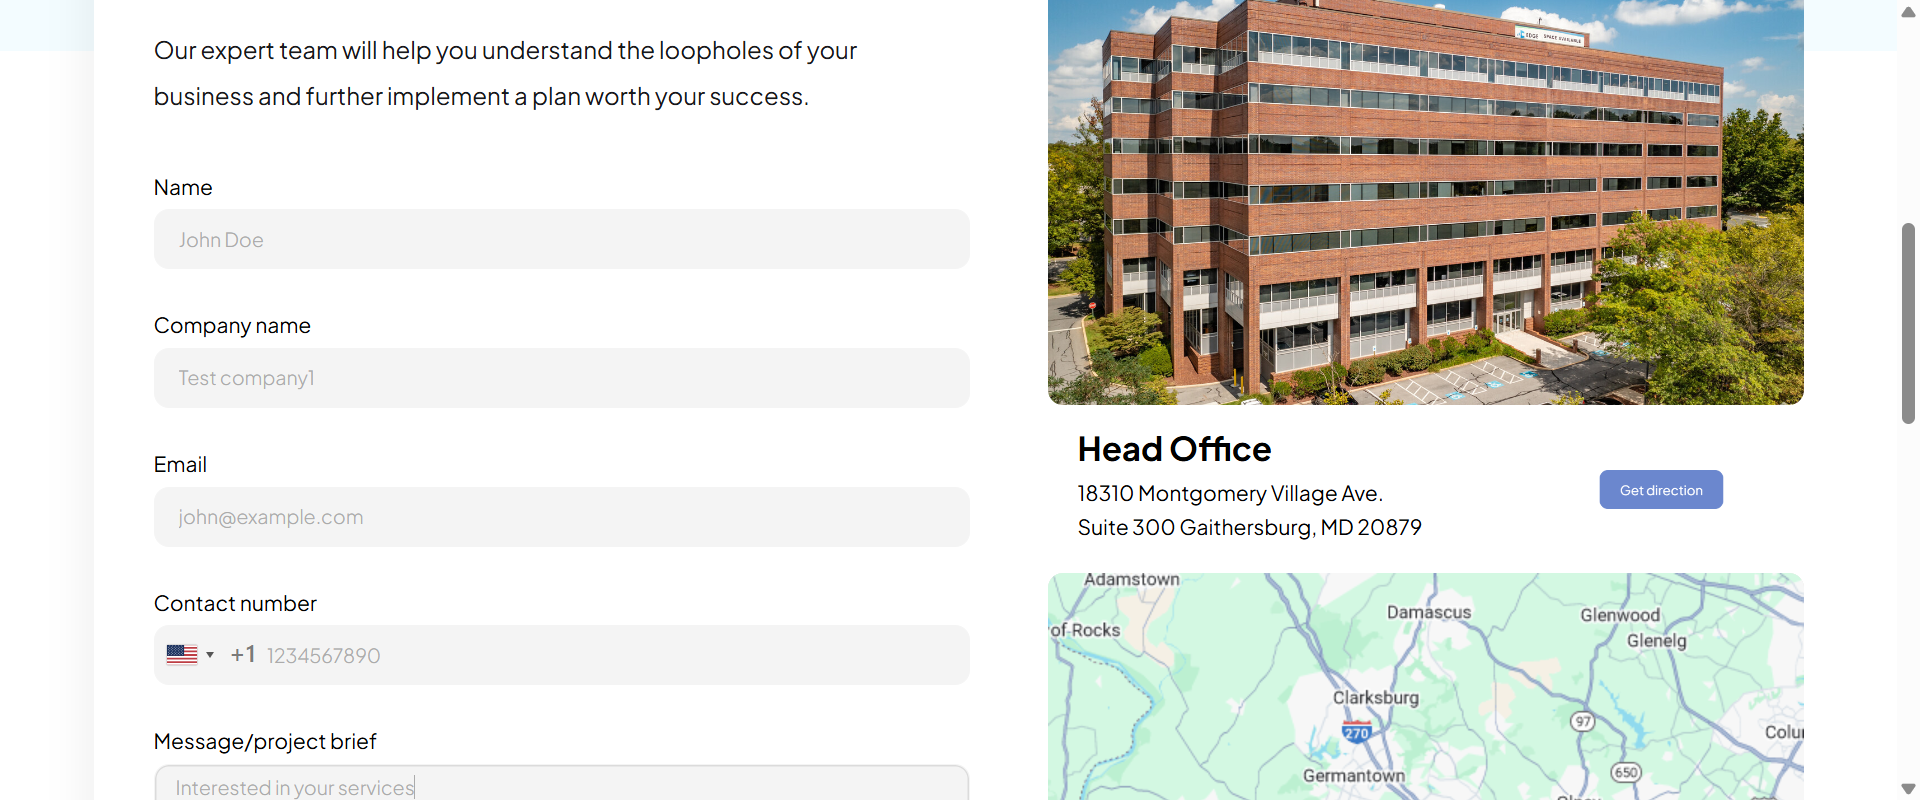 Our expert team will help you understand the loopholes of your
business and further implement a plan worth your success.
Name
John Doe
Company name
Test company1
Email
john@example.com
Contact number
+1 1234567890
Message/project brief
Interested in your services
EDGE SPACE AVAILABLE
Head Office
18310 Montgomery Village Ave.
Suite 300 Gaithersburg, MD 20879
Get direction
Adamstown
Damascus
Glenwood
of Rocks
Glenelg
Clarksburg
270
97
Germantown
650